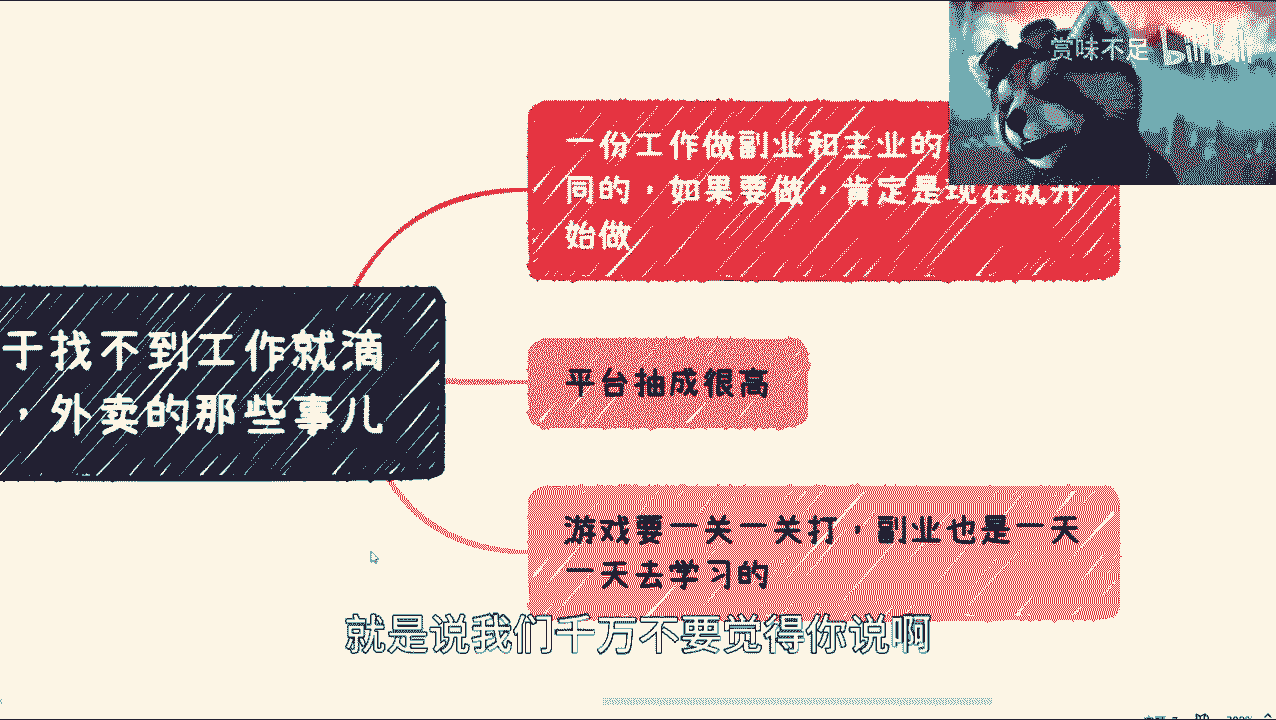 赏味不足 bilibili
一份工作做副业和主业的
同的，如果要做，肯定是现在就开
始做
于找不到工作就滴
，外卖的那些事儿
平台抽成很高
游戏要一关一关打，副业也是一天
一天去学习的
就是说我们千万不要觉得你说啊